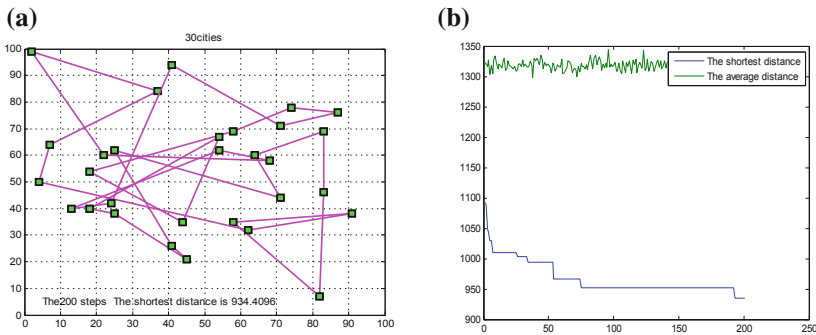 (a)
30cities
100
90
80
70
60
50
40
30
20
10
0
The200 steps The shortest distance is 934.4096
0 10 20 30 40 50 60 70 80 90 100
(b)
1350
1300
1250
1200
1150
1100
1050
1000
950
900
The shortest distance
The average distance
0 50 100 150 200 250